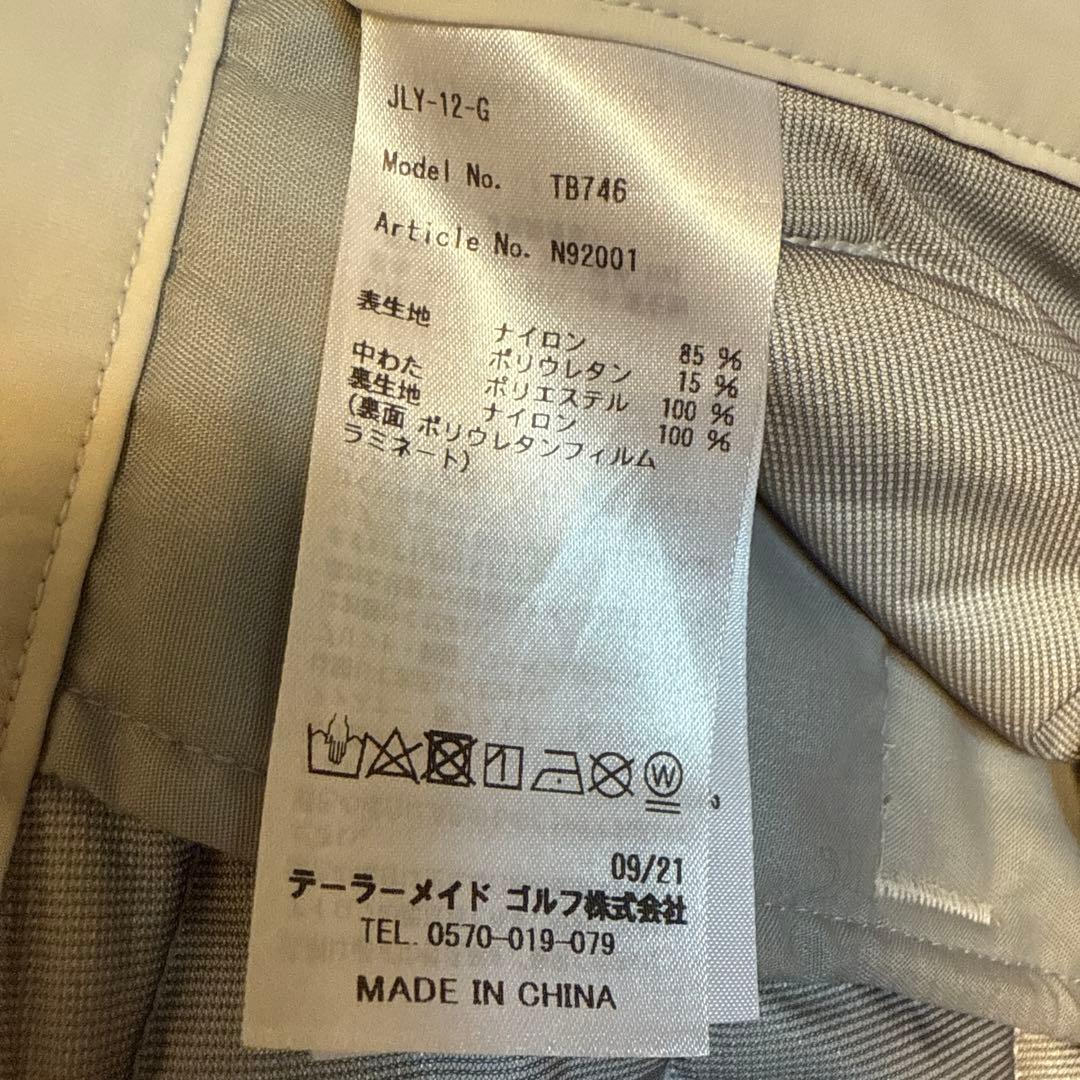 JLY-12-G
Model No. TB746
Article No. N92001
表生地 ナイロン 85 %
ポリウレタン 15 %
中わた ポリエステル 100 %
裏生地 ナイロン 100 %
(裏面 ポリウレタンフィルム
ラミネート)
W
09/21
テーラーメイド ゴルフ株式会社
TEL. 0570-019-079
MADE IN CHINA